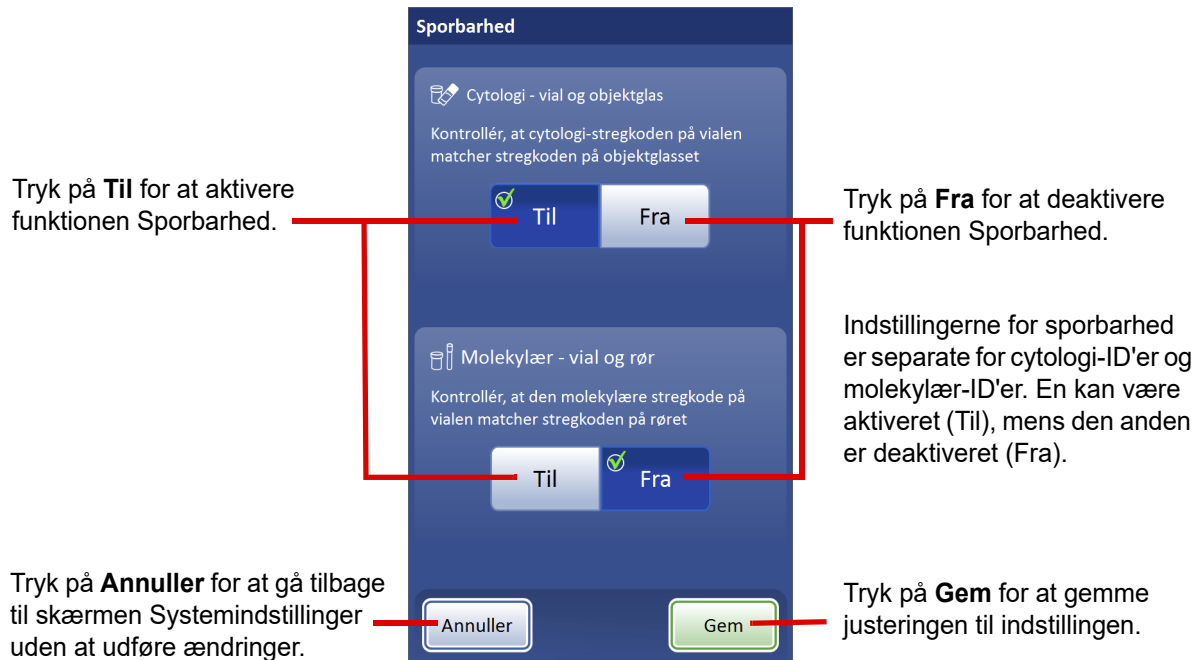 Sporbarhed
Cytologi - vial og objektglas
Kontrollér, at cytologi-stregkoden på vialen
matcher stregkoden på objektglasset
Til
Fra
Tryk på Til for at aktivere
funktionen Sporbarhed.
Tryk på Fra for at deaktivere
funktionen Sporbarhed.
Indstillingerne for sporbarhed
er separate for cytologi-ID'er og
molekylær-ID'er. En kan være
aktiveret (Til), mens den anden
er deaktiveret (Fra).
Molekylær - vial og rør
Kontrollér, at den molekylære stregkode på
vialen matcher stregkoden på røret
Til
Fra
Tryk på Annuller for at gå tilbage
til skærmen Systemindstillinger
uden at udføre ændringer.
Annuller
Gem
Tryk på Gem for at gemme
justeringen til indstillingen.